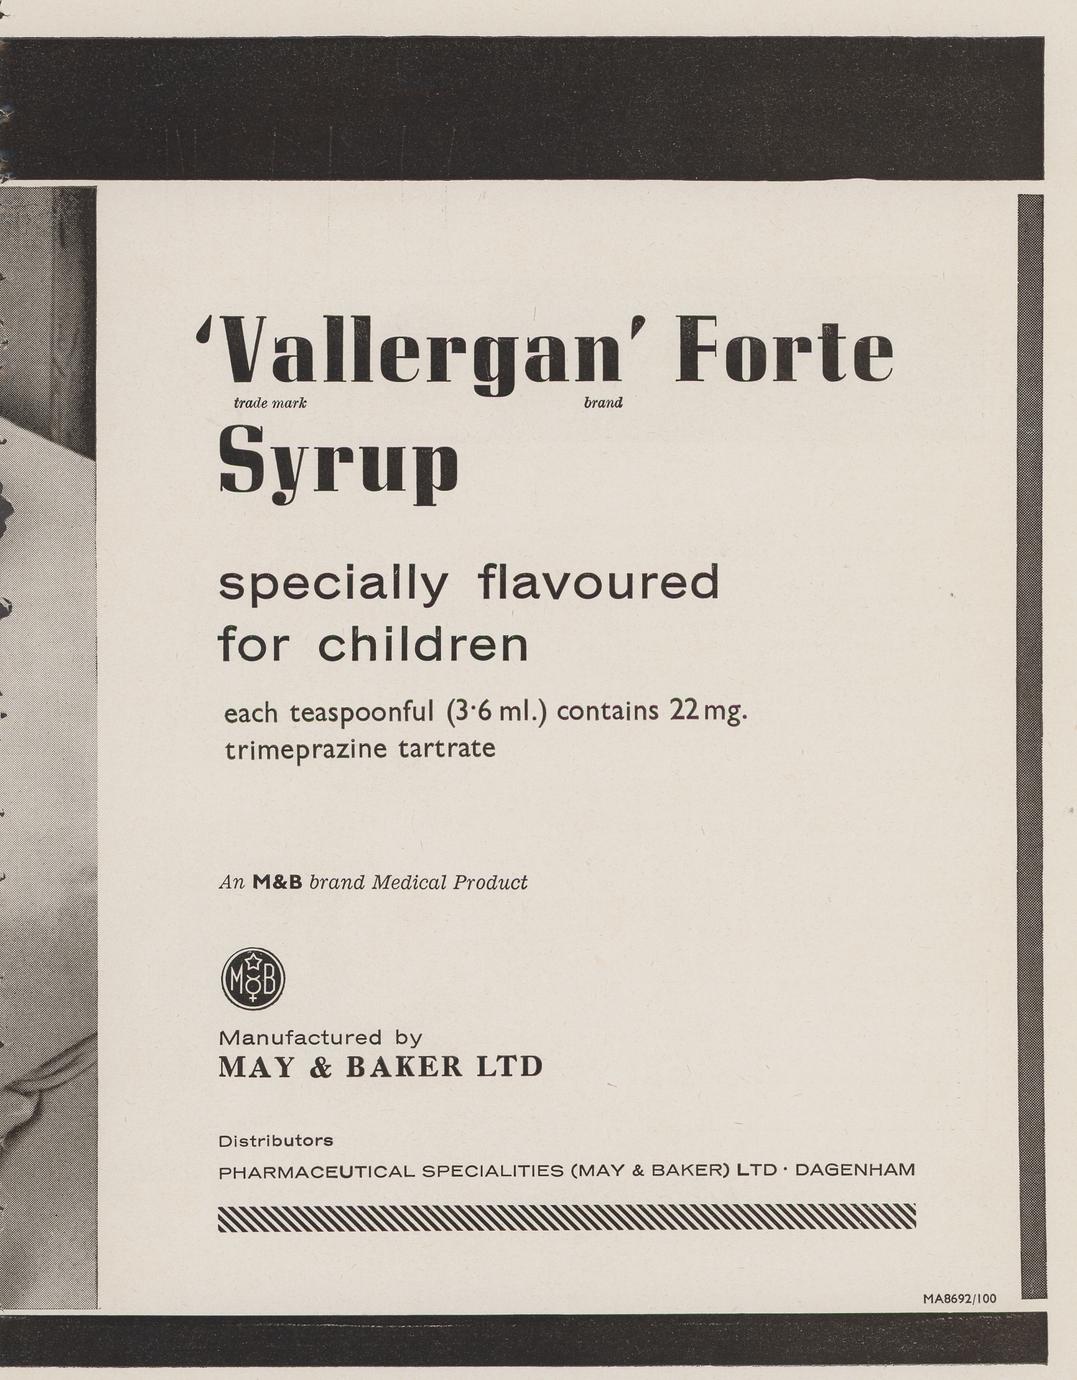 ‘Vallergan’ Forte
trade mark brand
Syrup
specially flavoured
for children
each teaspoonful (3·6 ml.) contains 22 mg.
trimeprazine tartrate
An M&B brand Medical Product
M&B
Manufactured by
MAY & BAKER LTD
Distributors
PHARMACEUTICAL SPECIALITIES (MAY & BAKER) LTD · DAGENHAM
MA8692/100